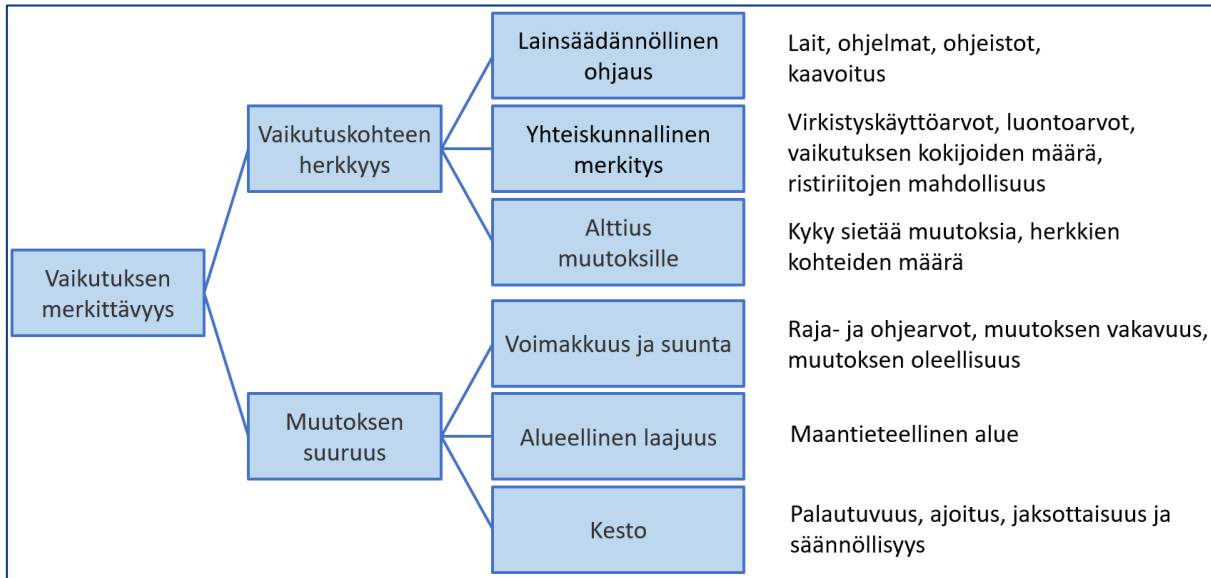 Lainsäädännöllinen
ohjaus
Lait, ohjelmat, ohjeistot,
kaavoitus
Vaikutuskohteen
herkkyys
Yhteiskunnallinen
merkitys
Virkistyskäyttöarvot, luontoarvot,
vaikutuksen kokijoiden määrä,
ristiriitojen mahdollisuus
Alttius
muutoksille
Kyky sietää muutoksia, herkkien
kohteiden määrä
Vaikutuksen
merkittävyys
Voimakkuus ja suunta
Raja- ja ohjearvot, muutoksen vakavuus,
muutoksen oleellisuus
Muutoksen
suuruus
Alueellinen laajuus
Maantieteellinen alue
Kesto
Palautuvuus, ajoitus, jaksottaisuus ja
säännöllisyys